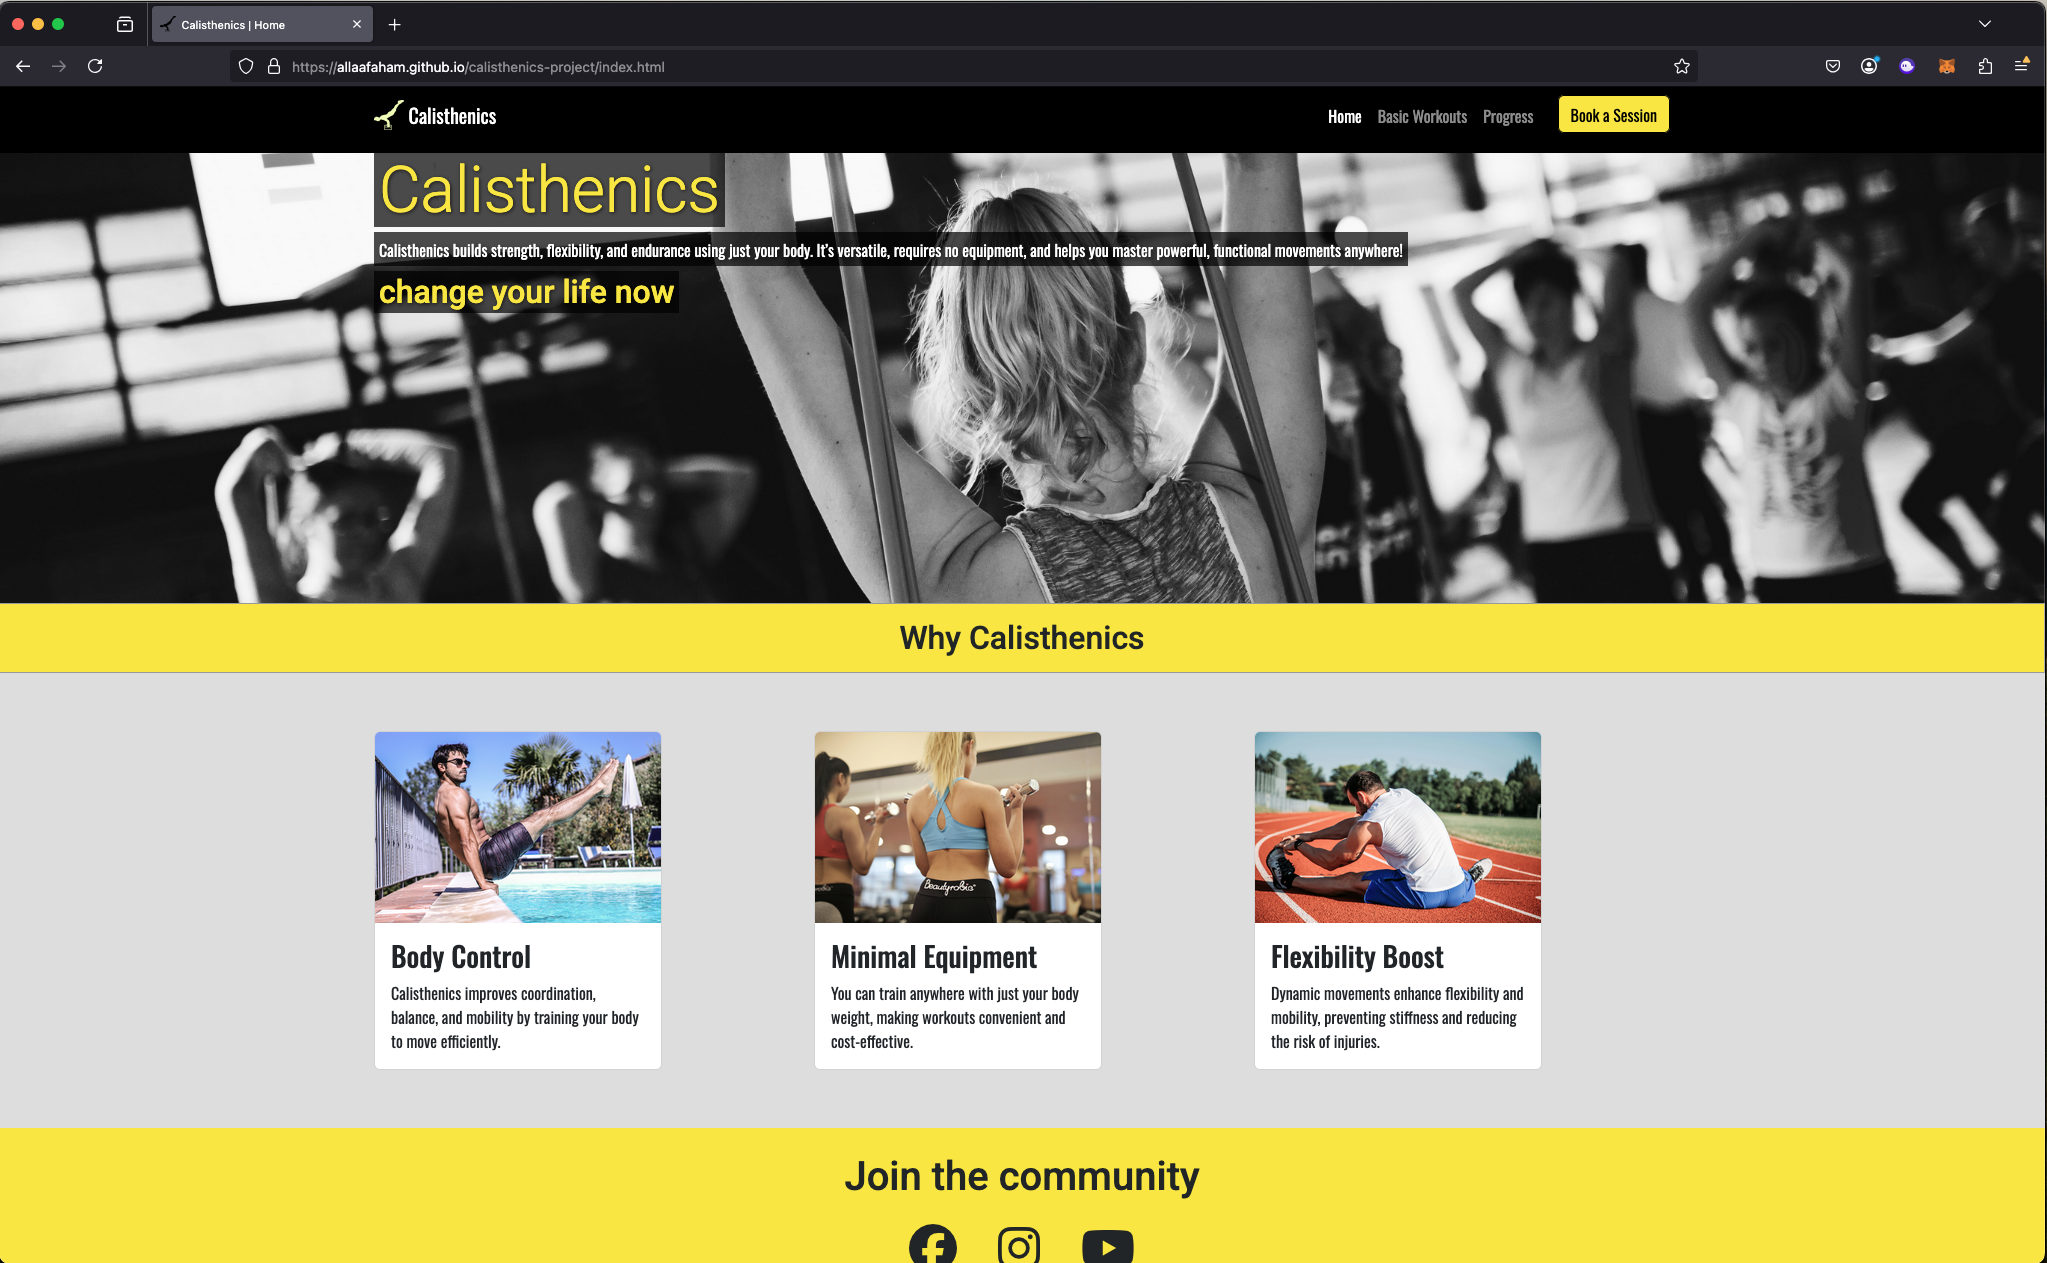 Calisthenics | Home
https://allaafaham.github.io/calisthenics-project/index.html
Calisthenics
Home Basic Workouts Progress Book a Session
Calisthenics
Calisthenics builds strength, flexibility, and endurance using just your body. It's versatile, requires no equipment, and helps you master powerful, functional movements anywhere!
change your life now
Why Calisthenics
Beautyrobic
Body Control
Calisthenics improves coordination,
balance, and mobility by training your body
to move efficiently.
Minimal Equipment
You can train anywhere with just your body
weight, making workouts convenient and
cost-effective.
Flexibility Boost
Dynamic movements enhance flexibility and
mobility, preventing stiffness and reducing
the risk of injuries.
Join the community